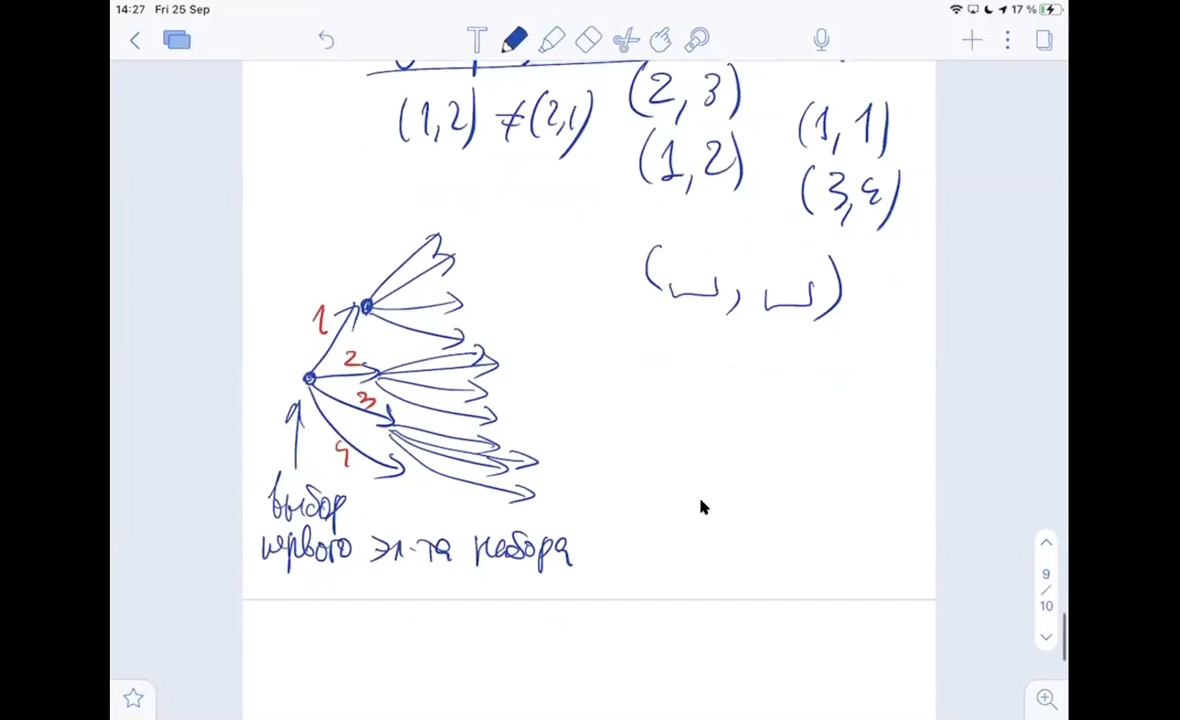 14:27 Fri 25 Sep
17 %
T
(1,2) ≠ (2,1)
(2, 3)
(1, 2)
(1, 1)
(3,4)
(␣, ␣)
1
2
3
4
выбор
первого эл-та набора
9
/
10